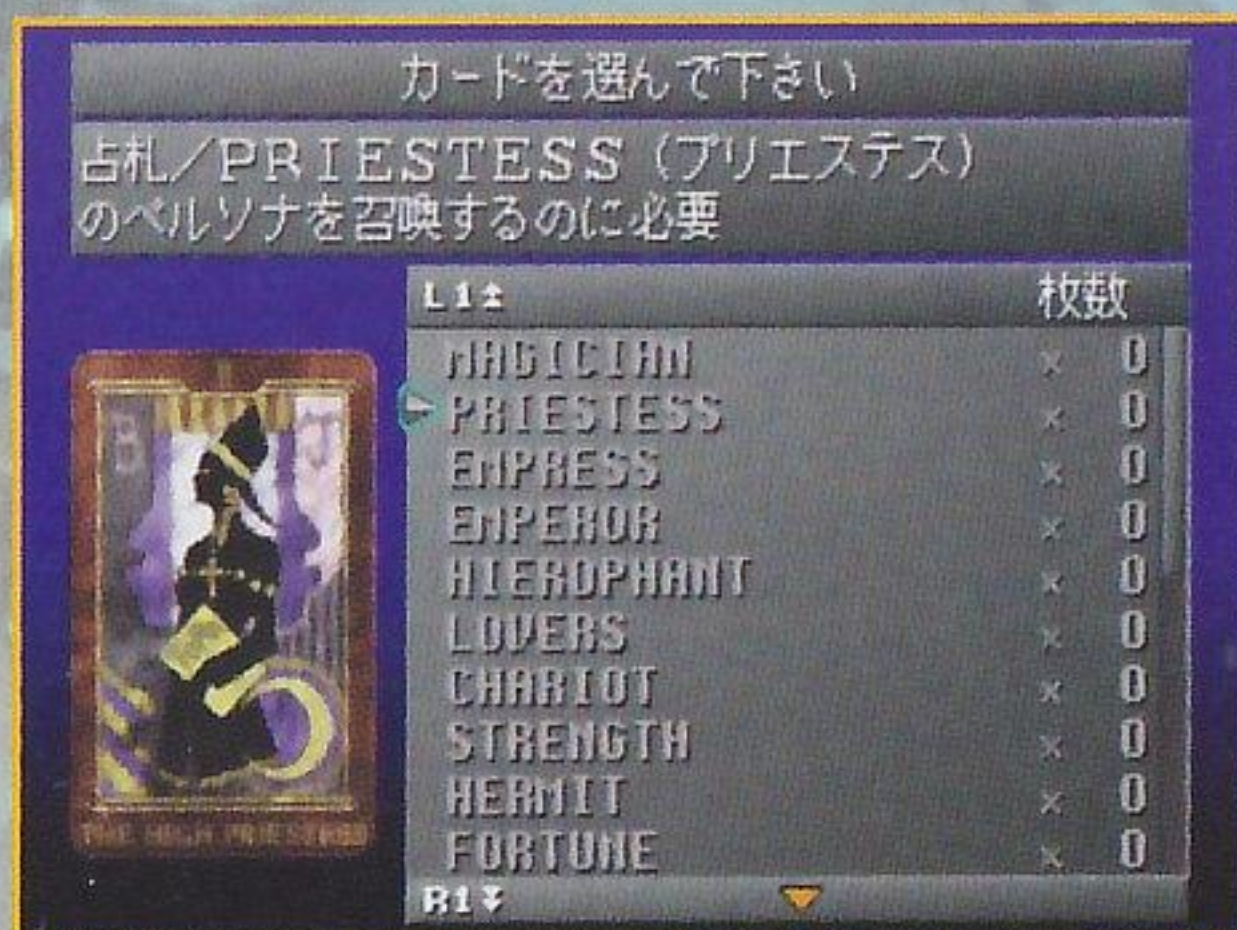 カードを選んで下さい
占札／PRIESTESS（プリエステス）
のペルソナを召喚するのに必要
L1 枚数
MAGICIAN × 0
PRIESTESS × 0
EMPRESS × 0
EMPEROR × 0
HIEROPHANT × 0
LOVERS × 0
CHARIOT × 0
STRENGTH × 0
HERMIT × 0
FORTUNE × 0
R1
B J
THE HIGH PRIESTESS